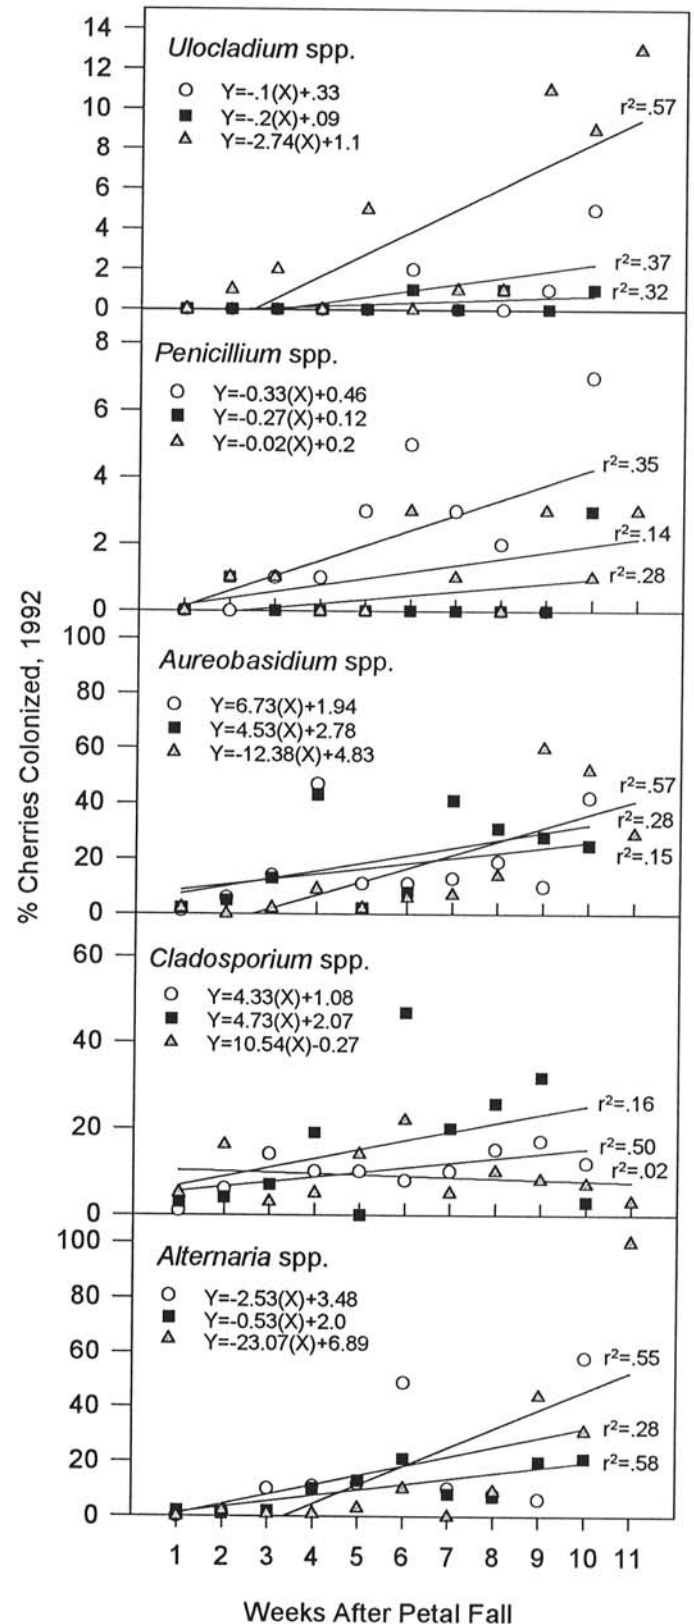 14
12
10
8
6
4
2
0
Ulocladium spp.
Y=-.1(X)+.33
Y=-.2(X)+.09
Y=-2.74(X)+1.1
r²=.57
r²=.37
r²=.32
8
6
4
2
0
Penicillium spp.
Y=-0.33(X)+0.46
Y=-0.27(X)+0.12
Y=-0.02(X)+0.2
r²=.35
r²=.14
r²=.28
% Cherries Colonized, 1992
100
80
60
40
20
0
Aureobasidium spp.
Y=6.73(X)+1.94
Y=4.53(X)+2.78
Y=-12.38(X)+4.83
r²=.57
r²=.28
r²=.15
60
40
20
0
Cladosporium spp.
Y=4.33(X)+1.08
Y=4.73(X)+2.07
Y=10.54(X)-0.27
r²=.16
r²=.50
r²=.02
100
80
60
40
20
0
Alternaria spp.
Y=-2.53(X)+3.48
Y=-0.53(X)+2.0
Y=-23.07(X)+6.89
r²=.55
r²=.28
r²=.58
1 2 3 4 5 6 7 8 9 10 11
Weeks After Petal Fall